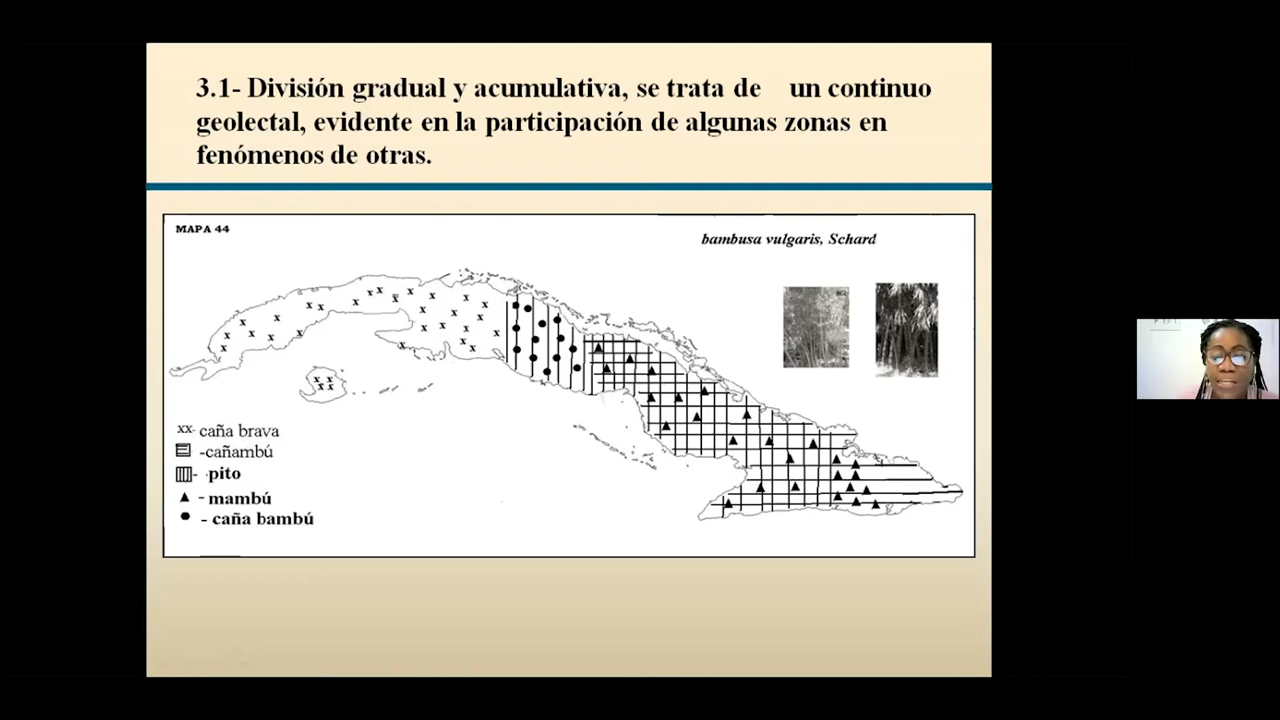 3.1- División gradual y acumulativa, se trata de un continuo
geolectal, evidente en la participación de algunas zonas en
fenómenos de otras.
MAPA 44
bambusa vulgaris, Schard
xx- caña brava
-cañambú
- pito
- mambú
- caña bambú